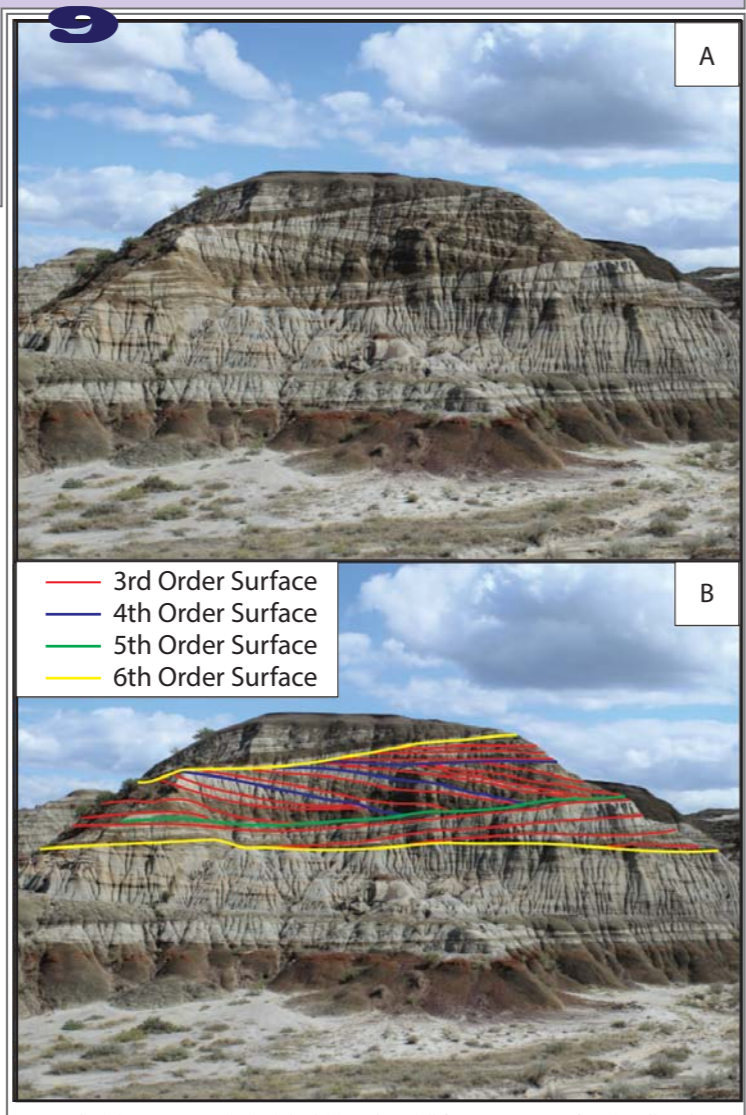 9
A
3rd Order Surface
4th Order Surface
5th Order Surface
6th Order Surface
B